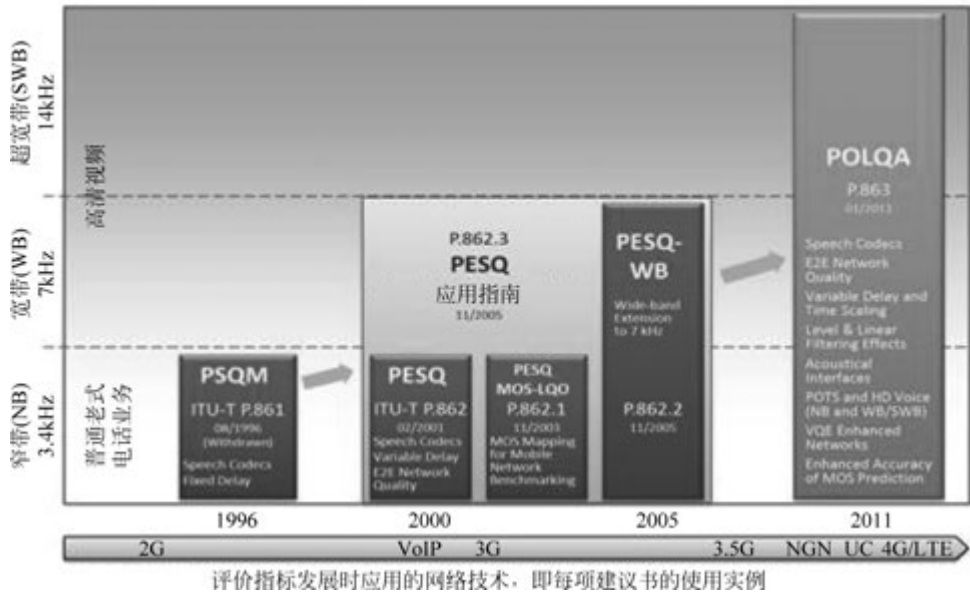 超宽带(SWB)
14kHz
宽带(WB)
7kHz
窄带(NB)
3.4kHz
高清视频
普通老式
电话业务
PSQM
ITU-T P.861
08/1996
(Withdrawn)
Speech Codecs
Fixed Delay
P.862.3
PESQ
应用指南
11/2005
PESQ
ITU-T P.862
02/2001
Speech Codecs
Variable Delay
E2E Network
Quality
PESQ
MOS-LQO
P.862.1
11/2003
MOS Mapping
for Mobile
Network
Benchmarking
PESQ-
WB
Wide-band
Extension
to 7 kHz
P.862.2
11/2005
POLQA
P.863
01/2011
Speech Codecs
E2E Network
Quality
Variable Delay and
Time Scaling
Level & Linear
Filtering Effects
Acoustical
Interfaces
POTS and HD Voice
(NB and WB/SWB)
VQE Enhanced
Networks
Enhanced Accuracy
of MOS Prediction
1996 2000 2005 2011
2G VoIP 3G 3.5G NGN UC 4G/LTE
评价指标发展时应用的网络技术，即每项建议书的使用实例